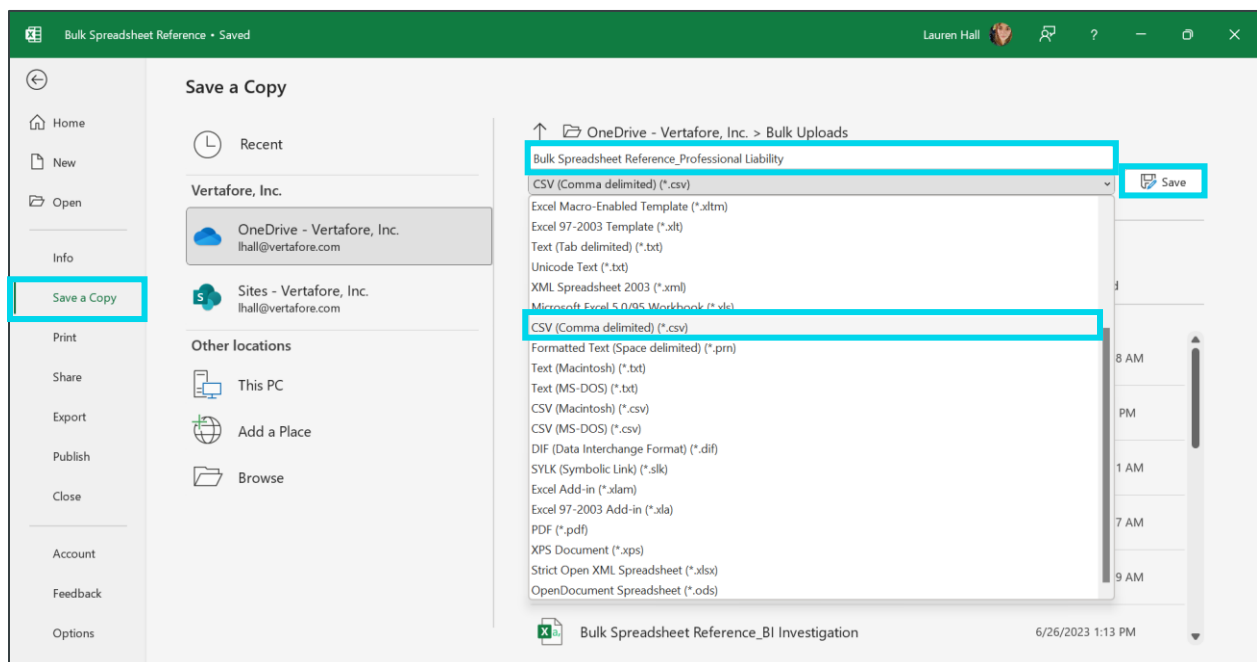 Bulk Spreadsheet Reference • Saved
Lauren Hall
?
Save a Copy
Home
New
Open
Info
Save a Copy
Print
Share
Export
Publish
Close
Account
Feedback
Options
Recent
Vertafore, Inc.
OneDrive - Vertafore, Inc.
lhall@vertafore.com
Sites - Vertafore, Inc.
lhall@vertafore.com
Other locations
This PC
Add a Place
Browse
OneDrive - Vertafore, Inc. > Bulk Uploads
Bulk Spreadsheet Reference_Professional Liability
CSV (Comma delimited) (*.csv)
Save
Excel Macro-Enabled Template (*.xltm)
Excel 97-2003 Template (*.xlt)
Text (Tab delimited) (*.txt)
Unicode Text (*.txt)
XML Spreadsheet 2003 (*.xml)
Microsoft Excel 5.0/95 Workbook (*.xls)
CSV (Comma delimited) (*.csv)
Formatted Text (Space delimited) (*.prn)
Text (Macintosh) (*.txt)
Text (MS-DOS) (*.txt)
CSV (Macintosh) (*.csv)
CSV (MS-DOS) (*.csv)
DIF (Data Interchange Format) (*.dif)
SYLK (Symbolic Link) (*.slk)
Excel Add-in (*.xlam)
Excel 97-2003 Add-in (*.xla)
PDF (*.pdf)
XPS Document (*.xps)
Strict Open XML Spreadsheet (*.xlsx)
OpenDocument Spreadsheet (*.ods)
8 AM
PM
1 AM
7 AM
9 AM
Bulk Spreadsheet Reference_BI Investigation
6/26/2023 1:13 PM